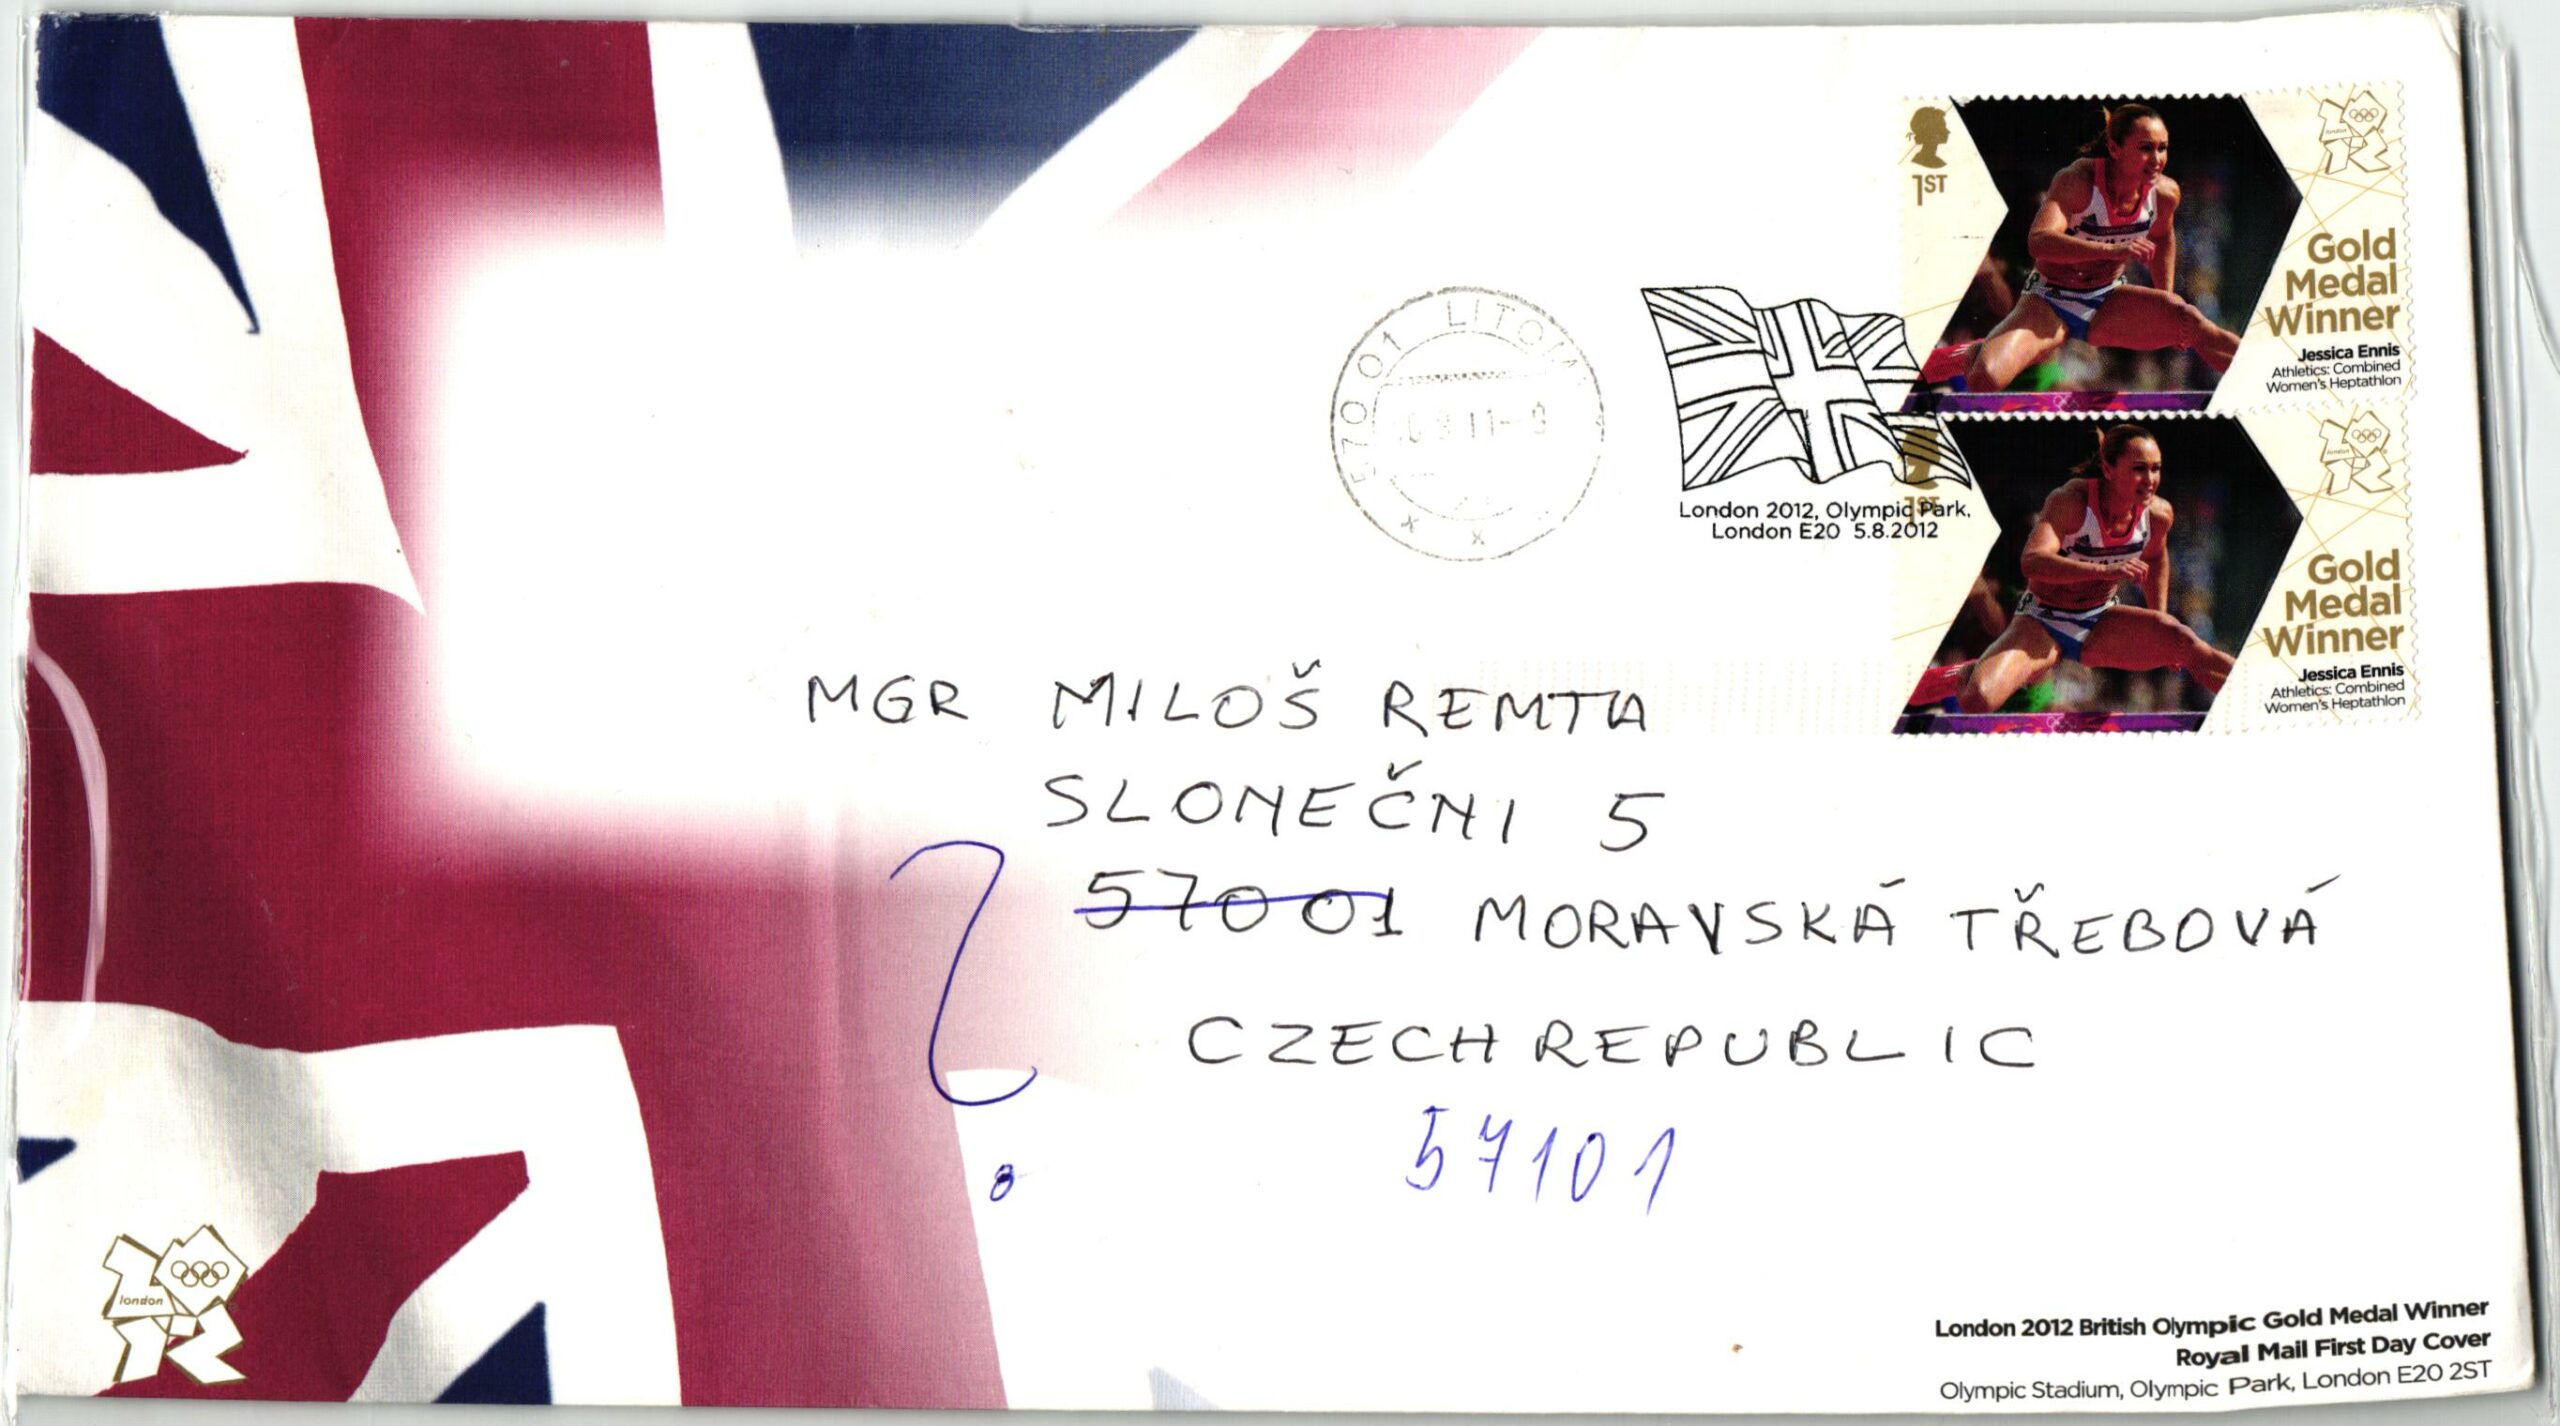 1ST
london
Gold
Medal
Winner
Jessica Ennis
Athletics: Combined
Women's Heptathlon
57001
London 2012, Olympic Park,
London E20 5.8.2012
1ST
london
Gold
Medal
Winner
Jessica Ennis
Athletics: Combined
Women's Heptathlon
MGR MILOŠ REMTA
SLONEČNI 5
57001 MORAVSKÁ TŘEBOVÁ
CZECH REPUBLIC
57101
london
London 2012 British Olympic Gold Medal Winner
Royal Mail First Day Cover
Olympic Stadium, Olympic Park, London E20 2ST